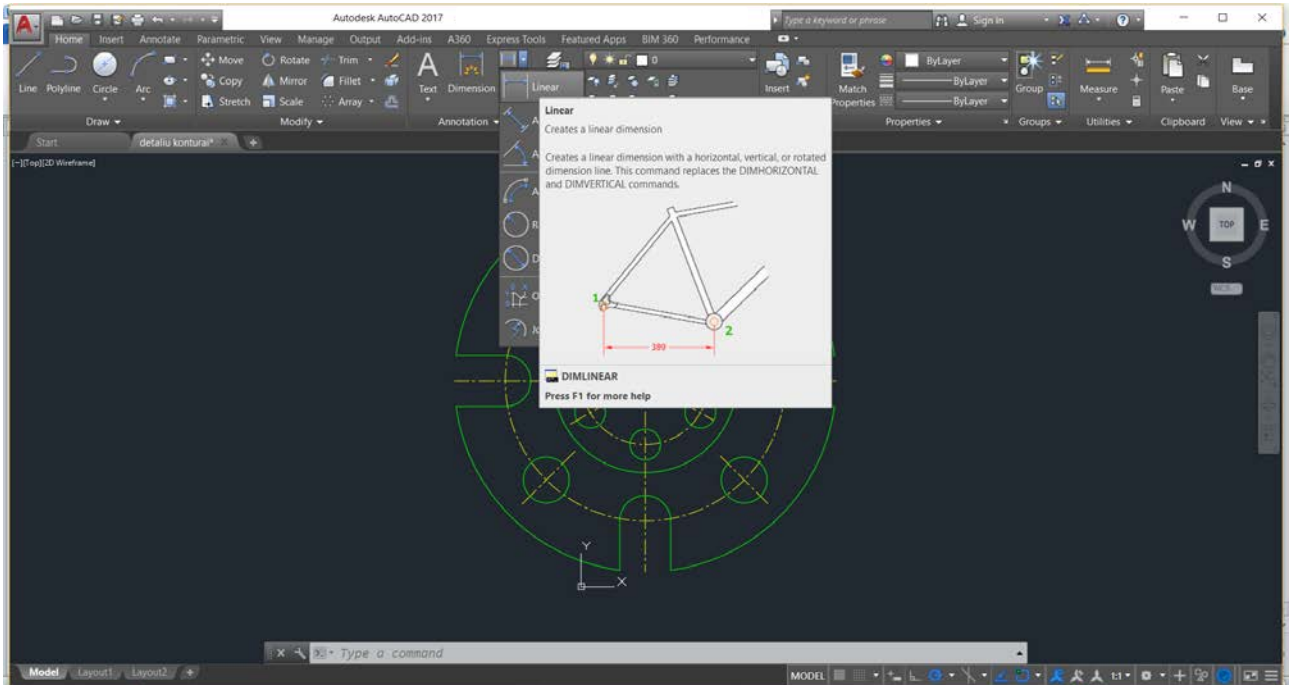 Autodesk AutoCAD 2017
Type a keyword or phrase
Sign In
Home Insert Annotate Parametric View Manage Output Add-ins A360 Express Tools Featured Apps BIM 360 Performance
Line Polyline Circle Arc
Move Rotate Trim
Copy Mirror Fillet
Stretch Scale Array
Text Dimension
Linear
0
Insert
Match Properties
ByLayer
ByLayer
ByLayer
Group
Measure
Paste
Base
Draw Modify Annotation Properties Groups Utilities Clipboard View
Start detaliu konturai*
[-][Top][2D Wireframe]
Linear
Creates a linear dimension
Creates a linear dimension with a horizontal, vertical, or rotated
dimension line. This command replaces the DIMHORIZONTAL
and DIMVERTICAL commands.
1
2
389
DIMLINEAR
Press F1 for more help
N
W TOP E
S
WCS
Y
X
Type a command
Model Layout1 Layout2
MODEL
1:1